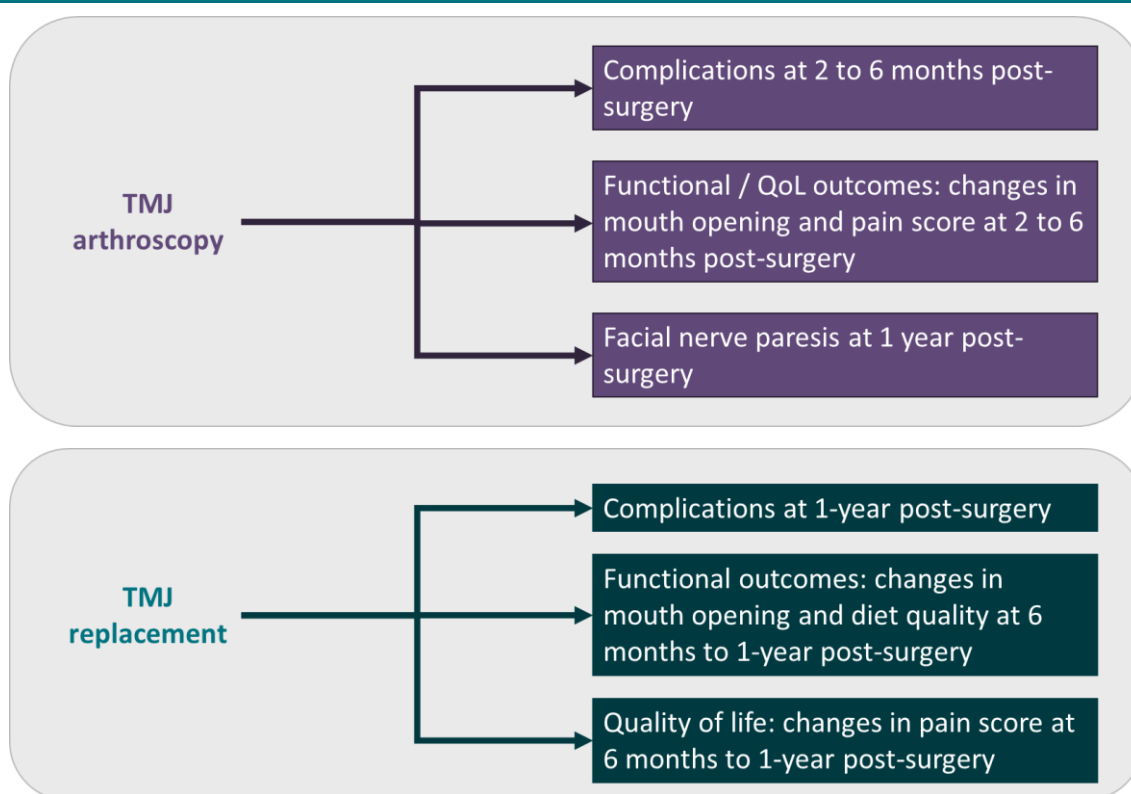 TMJ
arthroscopy
Complications at 2 to 6 months post-
surgery
Functional / QoL outcomes: changes in
mouth opening and pain score at 2 to 6
months post-surgery
Facial nerve paresis at 1 year post-
surgery
TMJ
replacement
Complications at 1-year post-surgery
Functional outcomes: changes in
mouth opening and diet quality at 6
months to 1-year post-surgery
Quality of life: changes in pain score at
6 months to 1-year post-surgery